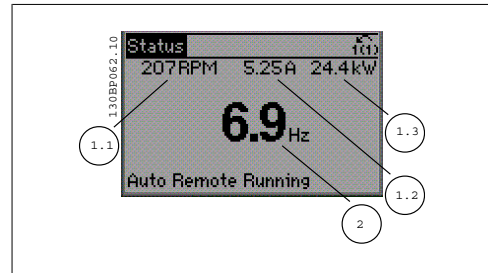 130BP062.10
Status 1(1)
207RPM 5.25A 24.4kW
6.9Hz
Auto Remote Running
1.1
1.3
1.2
2